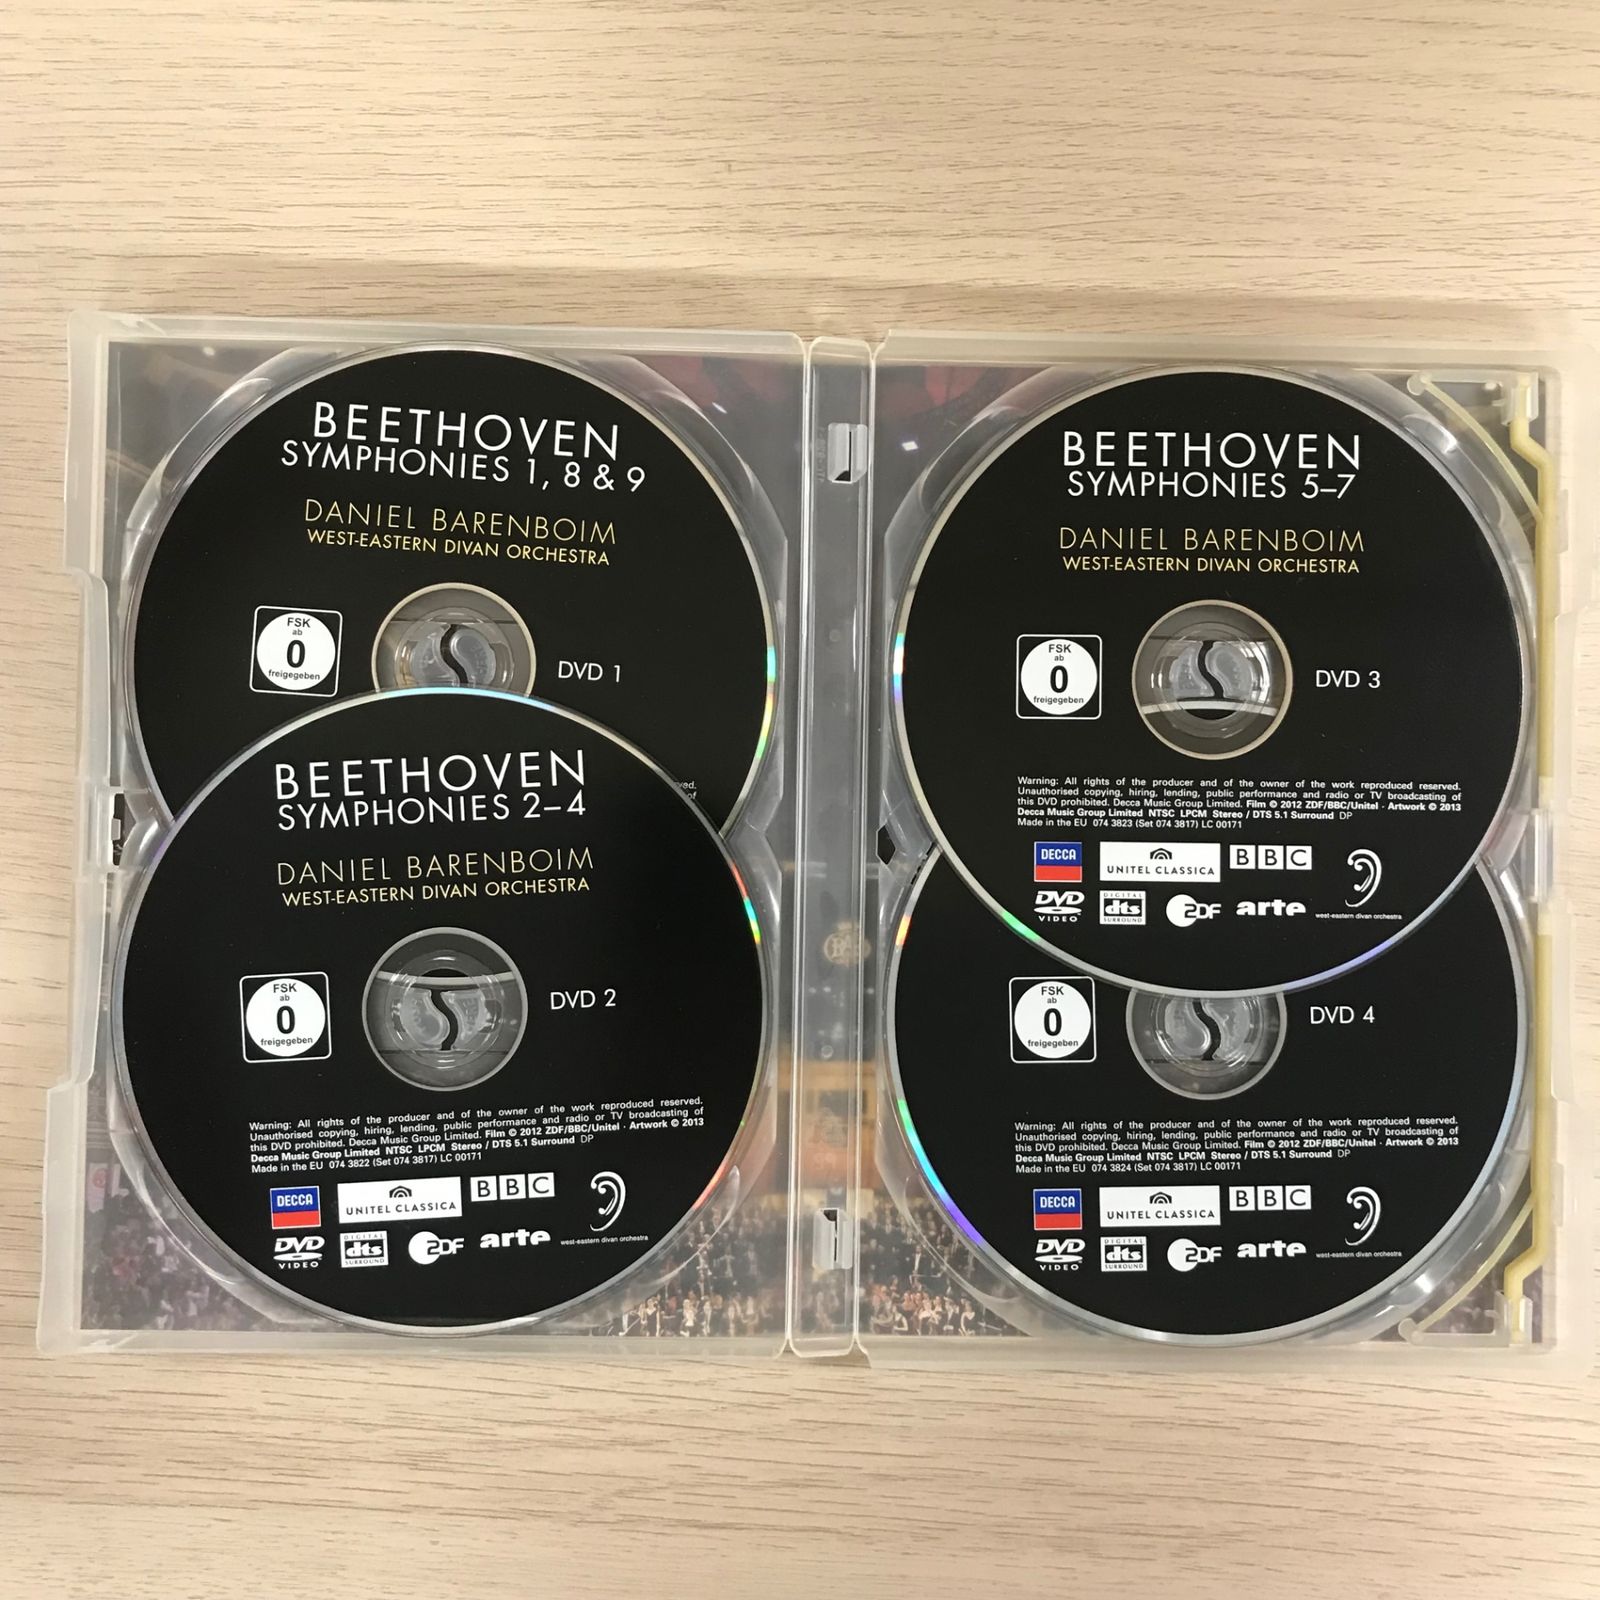 BEETHOVEN
SYMPHONIES 1, 8 & 9
DANIEL BARENBOIM
WEST-EASTERN DIVAN ORCHESTRA
FSK
ab
0
freigegeben
DVD 1
BEETHOVEN
SYMPHONIES 2–4
DANIEL BARENBOIM
WEST-EASTERN DIVAN ORCHESTRA
FSK
ab
0
freigegeben
DVD 2
Warning: All rights of the producer and of the owner of the work reproduced reserved.
Unauthorised copying, hiring, lending, public performance and radio or TV broadcasting of
this DVD prohibited. Decca Music Group Limited. Film © 2012 ZDF/BBC/Unitel · Artwork © 2013
Decca Music Group Limited NTSC LPCM Stereo / DTS 5.1 Surround DP
Made in the EU 074 3822 (Set 074 3817) LC 00171
DECCA
UNITEL CLASSICA
BBC
DVD
VIDEO
DIGITAL
dts
SURROUND
ZDF
arte
west-eastern divan orchestra
BEETHOVEN
SYMPHONIES 5–7
DANIEL BARENBOIM
WEST-EASTERN DIVAN ORCHESTRA
FSK
ab
0
freigegeben
DVD 3
Warning: All rights of the producer and of the owner of the work reproduced reserved.
Unauthorised copying, hiring, lending, public performance and radio or TV broadcasting of
this DVD prohibited. Decca Music Group Limited. Film © 2012 ZDF/BBC/Unitel · Artwork © 2013
Decca Music Group Limited NTSC LPCM Stereo / DTS 5.1 Surround DP
Made in the EU 074 3823 (Set 074 3817) LC 00171
DECCA
UNITEL CLASSICA
BBC
DVD
VIDEO
DIGITAL
dts
SURROUND
ZDF
arte
west-eastern divan orchestra
FSK
ab
0
freigegeben
DVD 4
Warning: All rights of the producer and of the owner of the work reproduced reserved.
Unauthorised copying, hiring, lending, public performance and radio or TV broadcasting of
this DVD prohibited. Decca Music Group Limited. Film © 2012 ZDF/BBC/Unitel · Artwork © 2013
Decca Music Group Limited NTSC LPCM Stereo / DTS 5.1 Surround DP
Made in the EU 074 3824 (Set 074 3817) LC 00171
DECCA
UNITEL CLASSICA
BBC
DVD
VIDEO
DIGITAL
dts
SURROUND
ZDF
arte
west-eastern divan orchestra